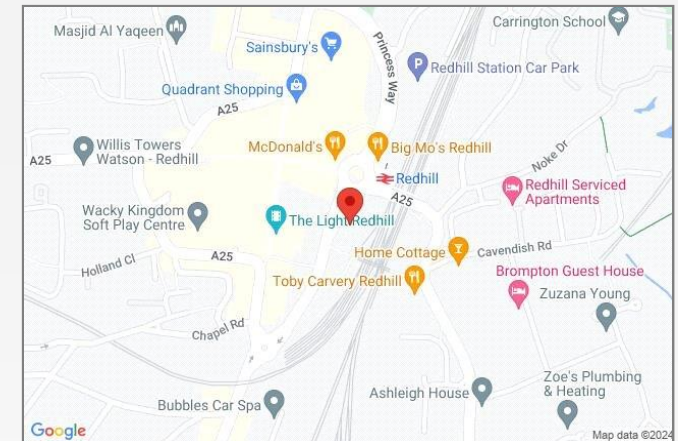 Masjid Al Yaqeen
Carrington School
Sainsbury's
Princess Way
Redhill Station Car Park
P
Quadrant Shopping
A25
McDonald's
Big Mo's Redhill
Willis Towers
Watson - Redhill
A25
Noke Dr
Redhill
A25
Redhill Serviced
Apartments
Wacky Kingdom
Soft Play Centre
The Light Redhill
Home Cottage
Cavendish Rd
A25
Holland Cl
Toby Carvery Redhill
Brompton Guest House
Zuzana Young
Chapel Rd
Ashleigh House
Zoe's Plumbing
& Heating
Bubbles Car Spa
Google
Map data ©2024